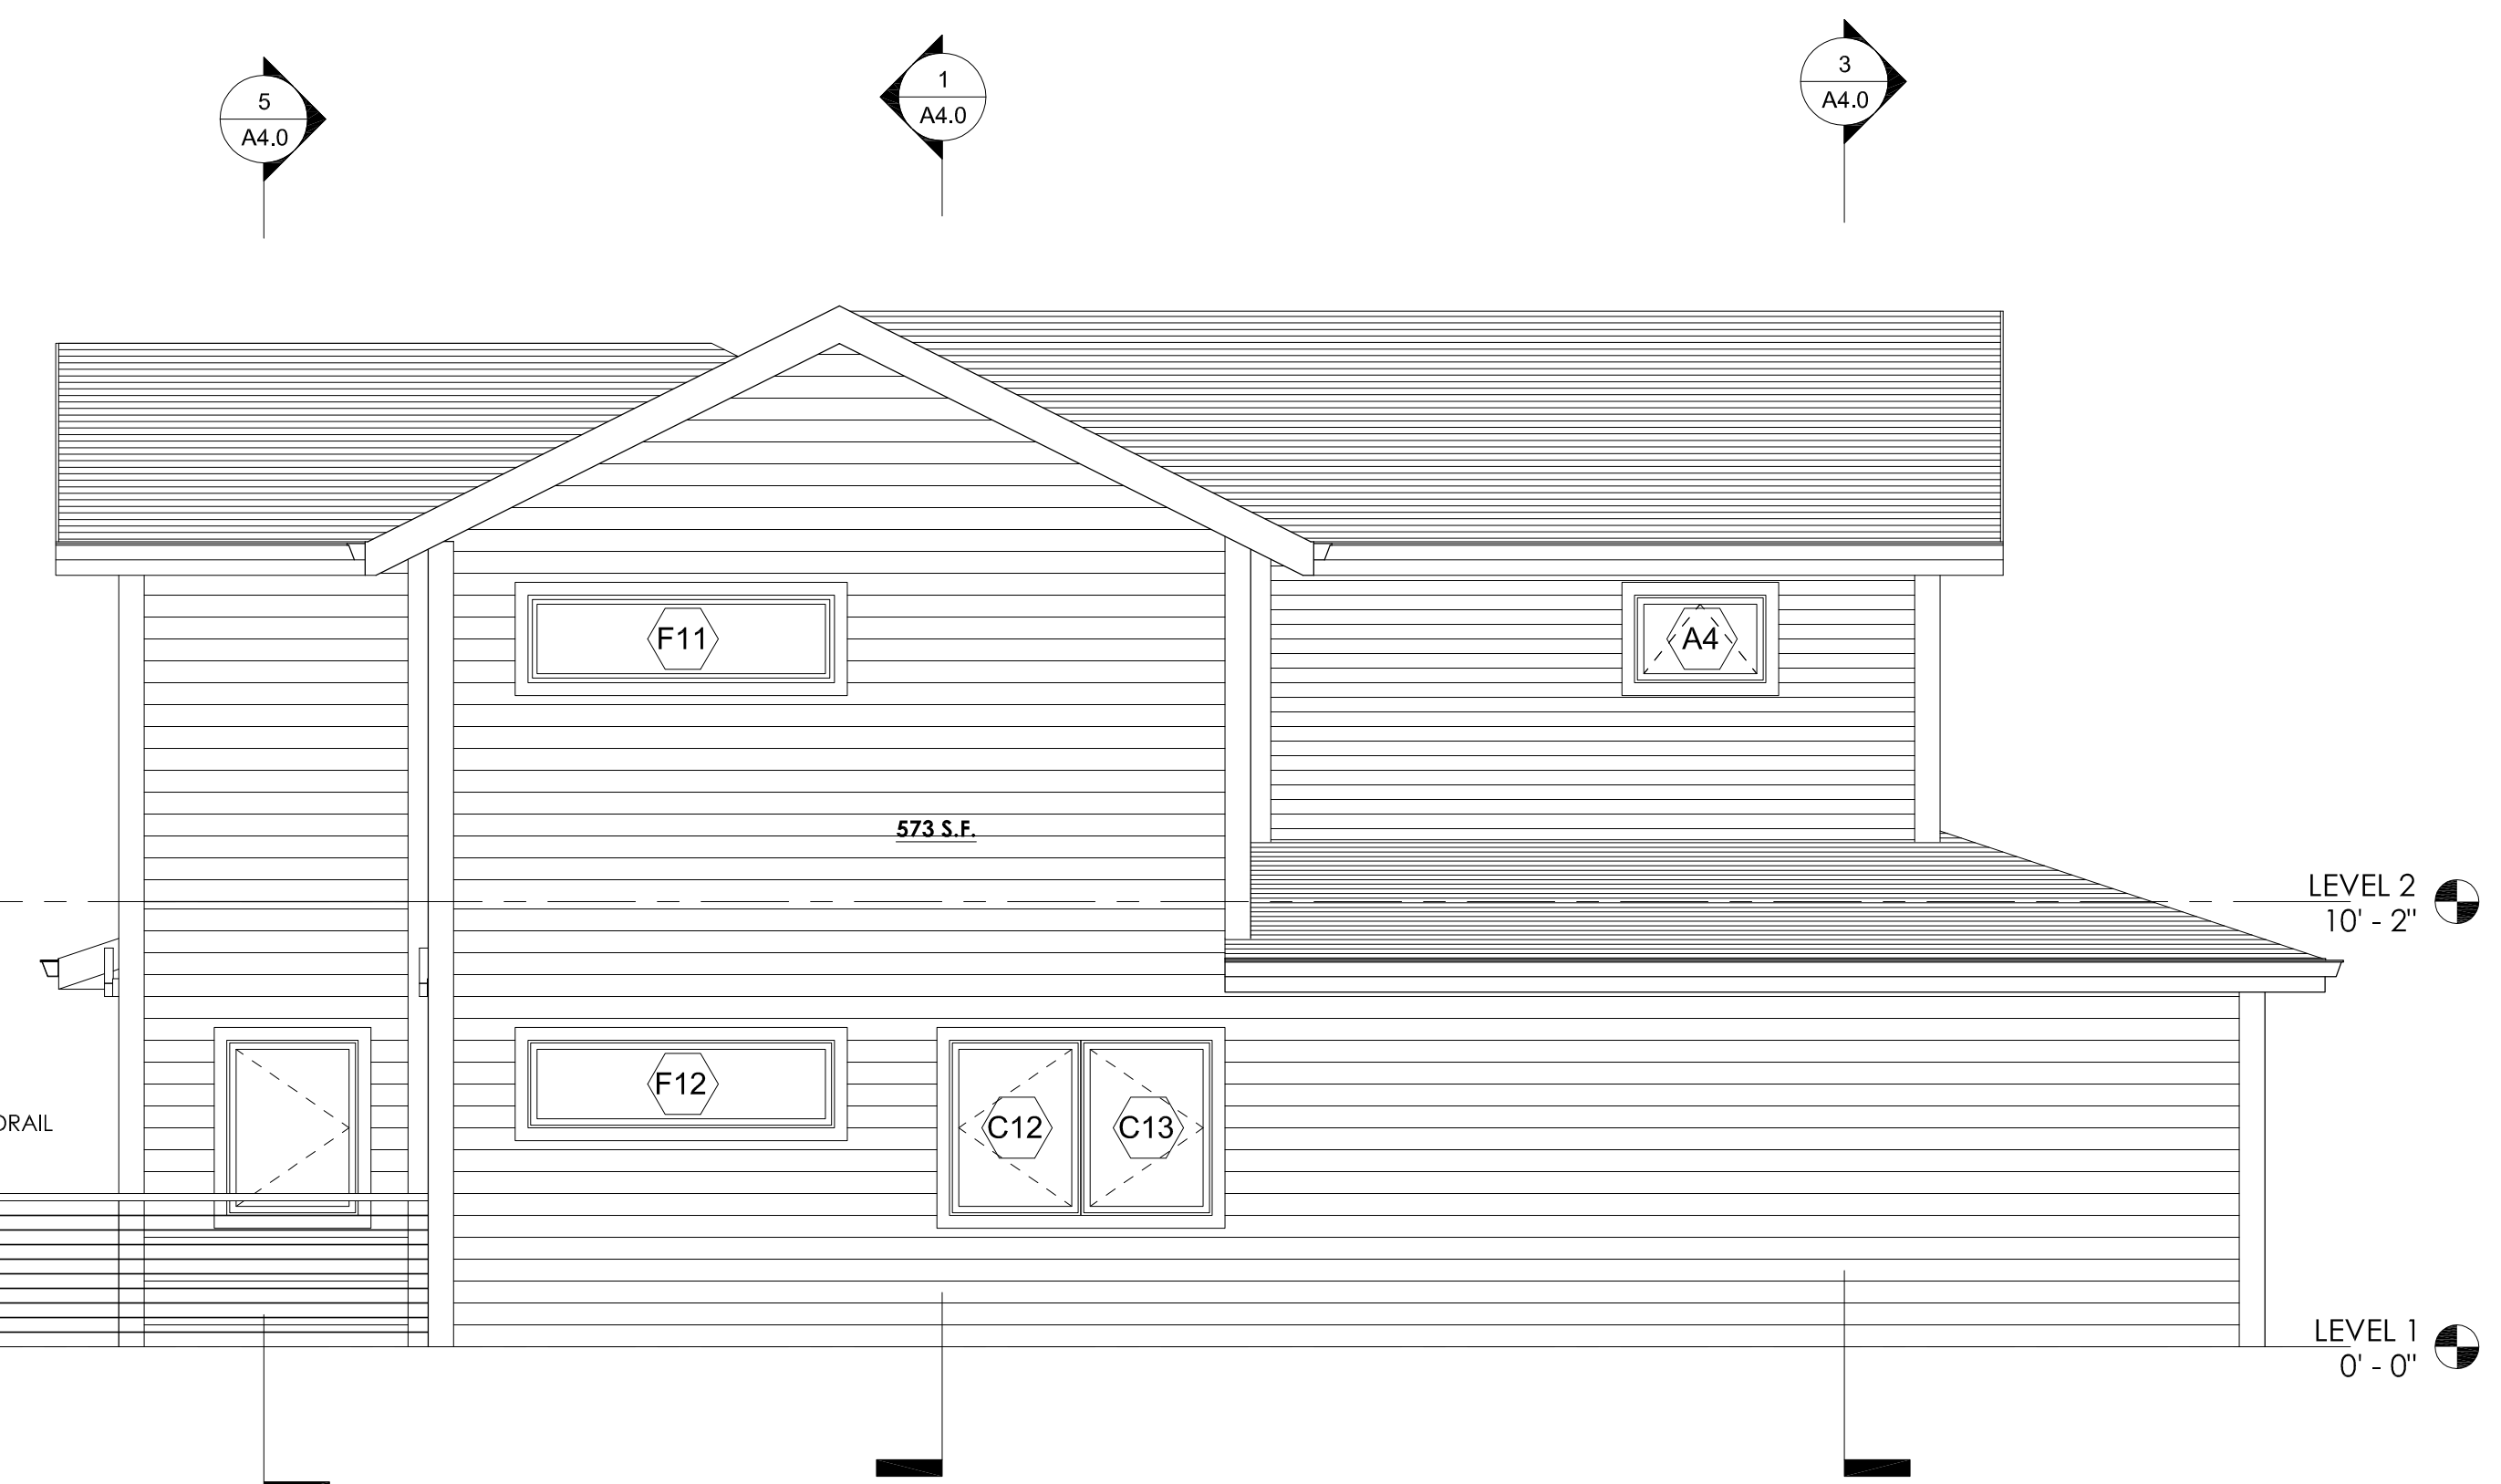 5
A4.0
1
A4.0
3
A4.0
F11
A4
573 S.F.
LEVEL 2
10' - 2"
F12
C12
C13
DRAIL
LEVEL 1
0' - 0"